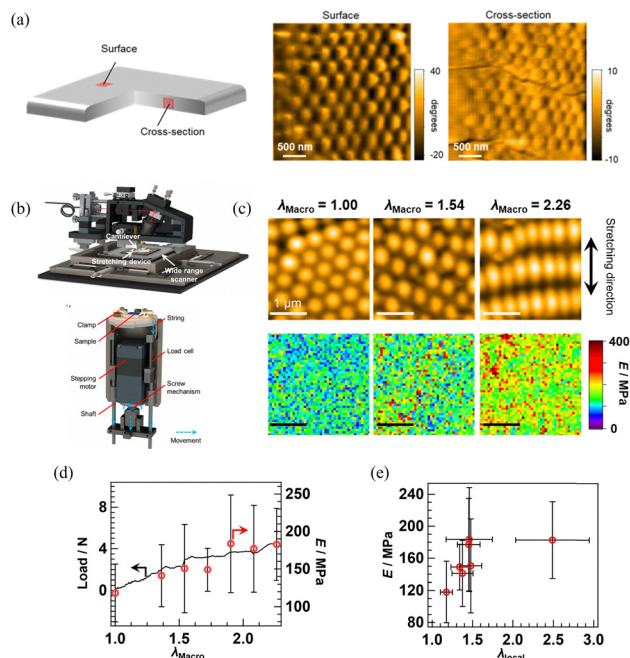 (a)
Surface
Cross-section
Surface
40
degrees
-20
500 nm
Cross-section
10
degrees
-10
500 nm
(b)
Cantilever
Stretching device
Wide range
scanner
Clamp
Sample
Stepping
motor
Shaft
String
Load cell
Screw
mechanism
Movement
(c)
λMacro = 1.00
λMacro = 1.54
λMacro = 2.26
1 μm
Stretching direction
400
E / MPa
0
(d)
Load / N
8
4
0
250
200
150
100
E / MPa
1.0
1.5
2.0
λMacro
(e)
E / MPa
240
200
160
120
80
1.0
1.5
2.0
2.5
3.0
λlocal